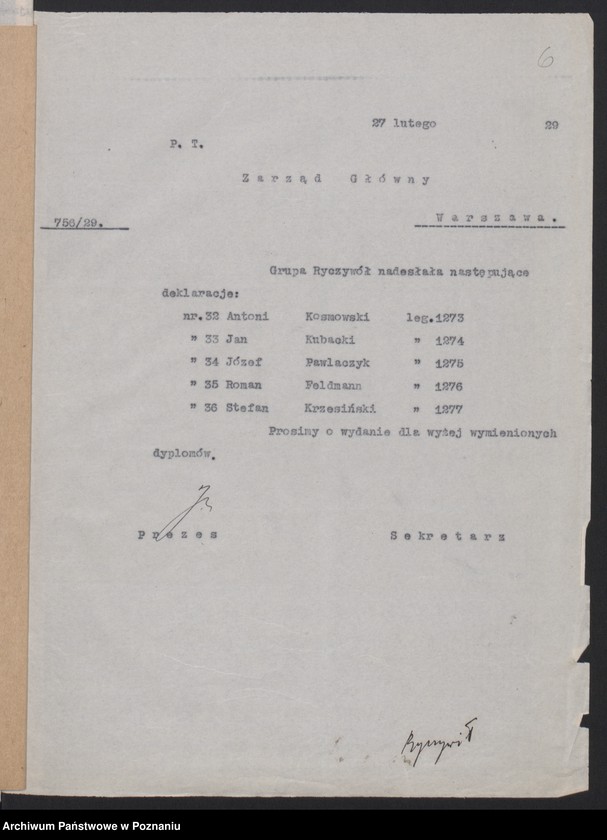 6
27 lutego 29
P. T.
Zarząd Główny
756/29. Warszawa.
Grupa Ryczywół nadesłała następujące
deklaracje:
nr.32 Antoni Kosmowski leg.1273
" 33 Jan Kubacki " 1274
" 34 Józef Pawlaczyk " 1275
" 35 Roman Feldmann " 1276
" 36 Stefan Krzesiński " 1277
Prosimy o wydanie dla wyżej wymienionych
dyplomów.
Prezes Sekretarz
Archiwum Państwowe w Poznaniu